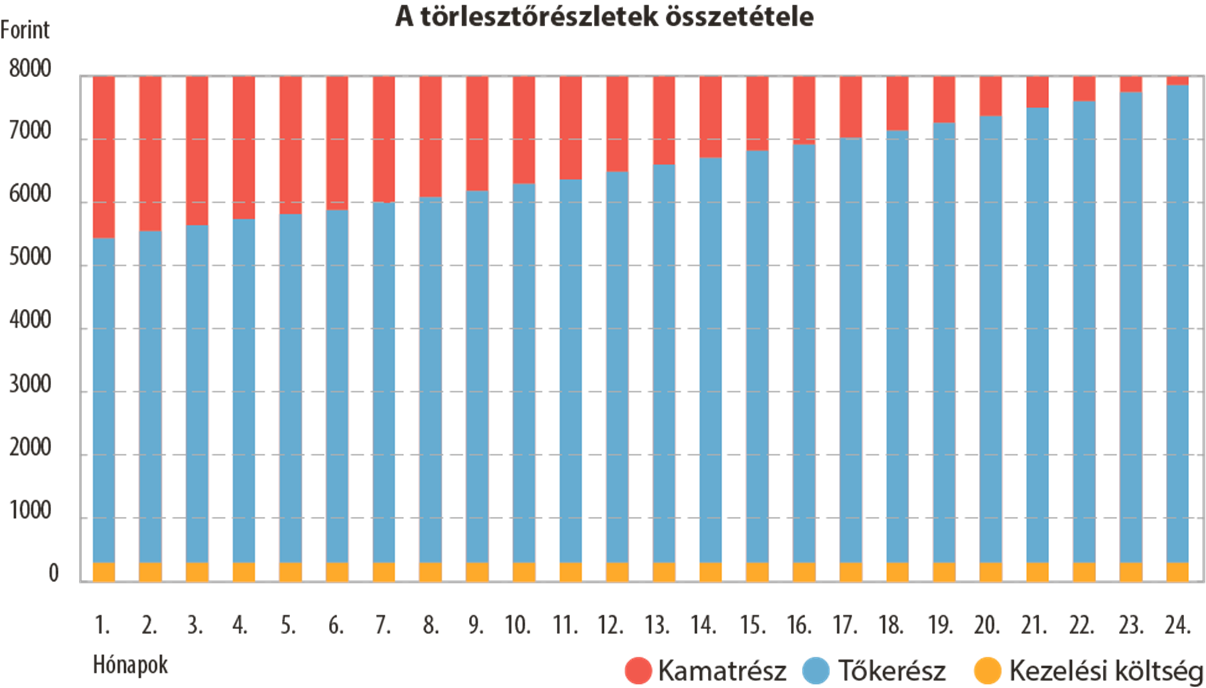 A törlesztőrészletek összetétele
Forint
8000
7000
6000
5000
4000
3000
2000
1000
0
1. 2. 3. 4. 5. 6. 7. 8. 9. 10. 11. 12. 13. 14. 15. 16. 17. 18. 19. 20. 21. 22. 23. 24.
Hónapok
Kamatrész Tőkerész Kezelési költség